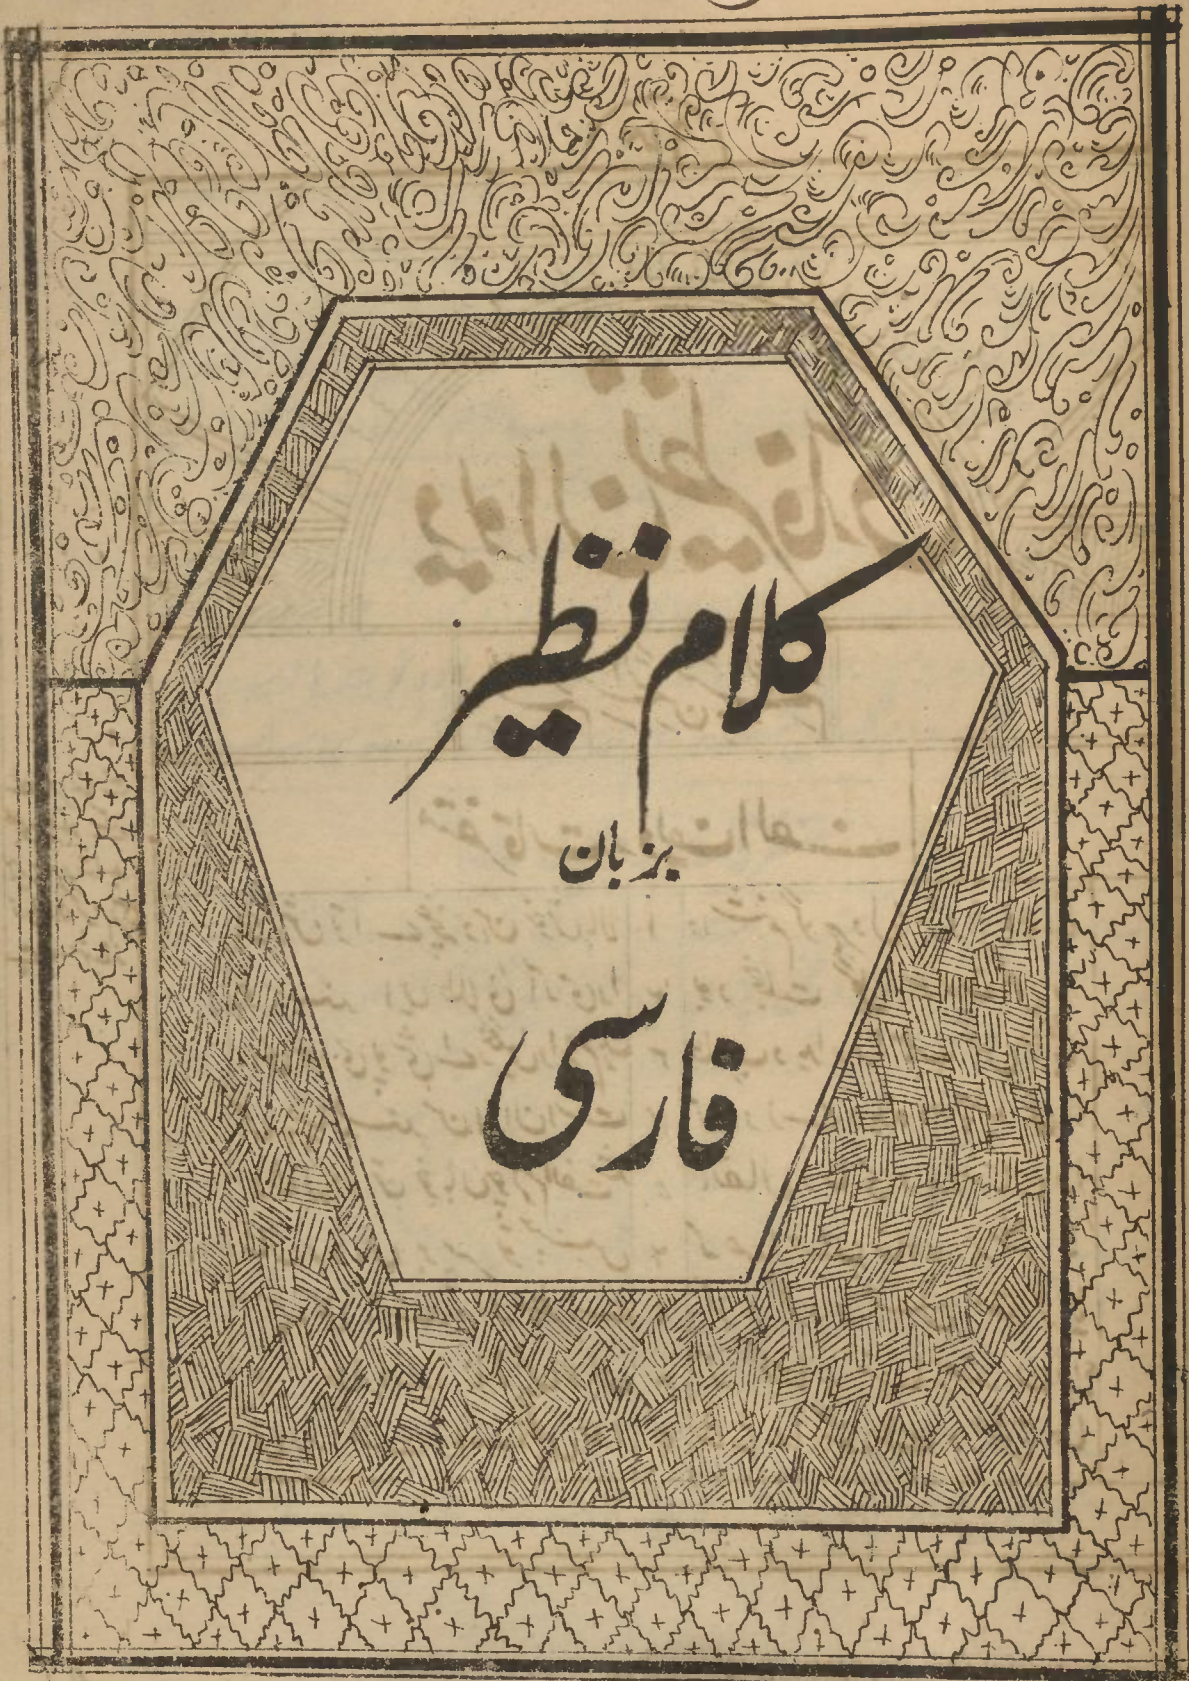 کلام نظیر
بزبان
فارسی